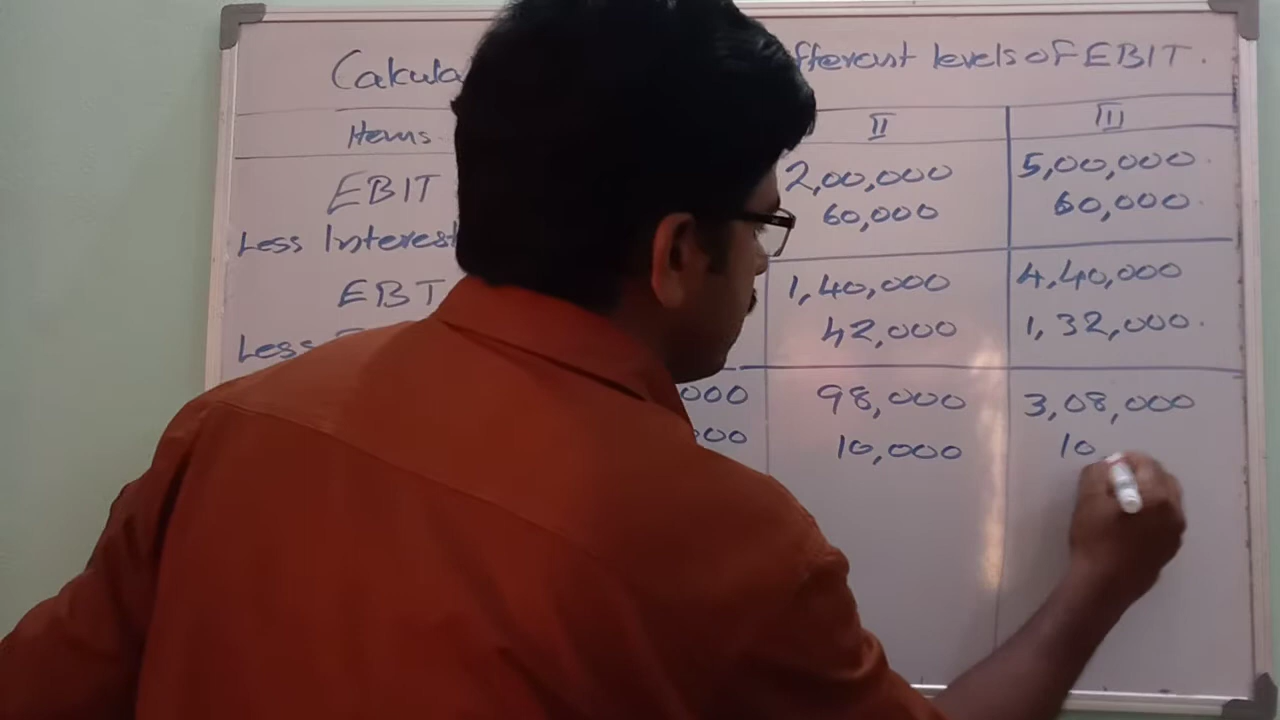 Calcula fferent levels of EBIT.
Items II III
EBIT 2,00,000 5,00,000
Less Interest 60,000 60,000
EBT 1,40,000 4,40,000
Less 42,000 1,32,000
000 98,000 3,08,000
000 10,000 10